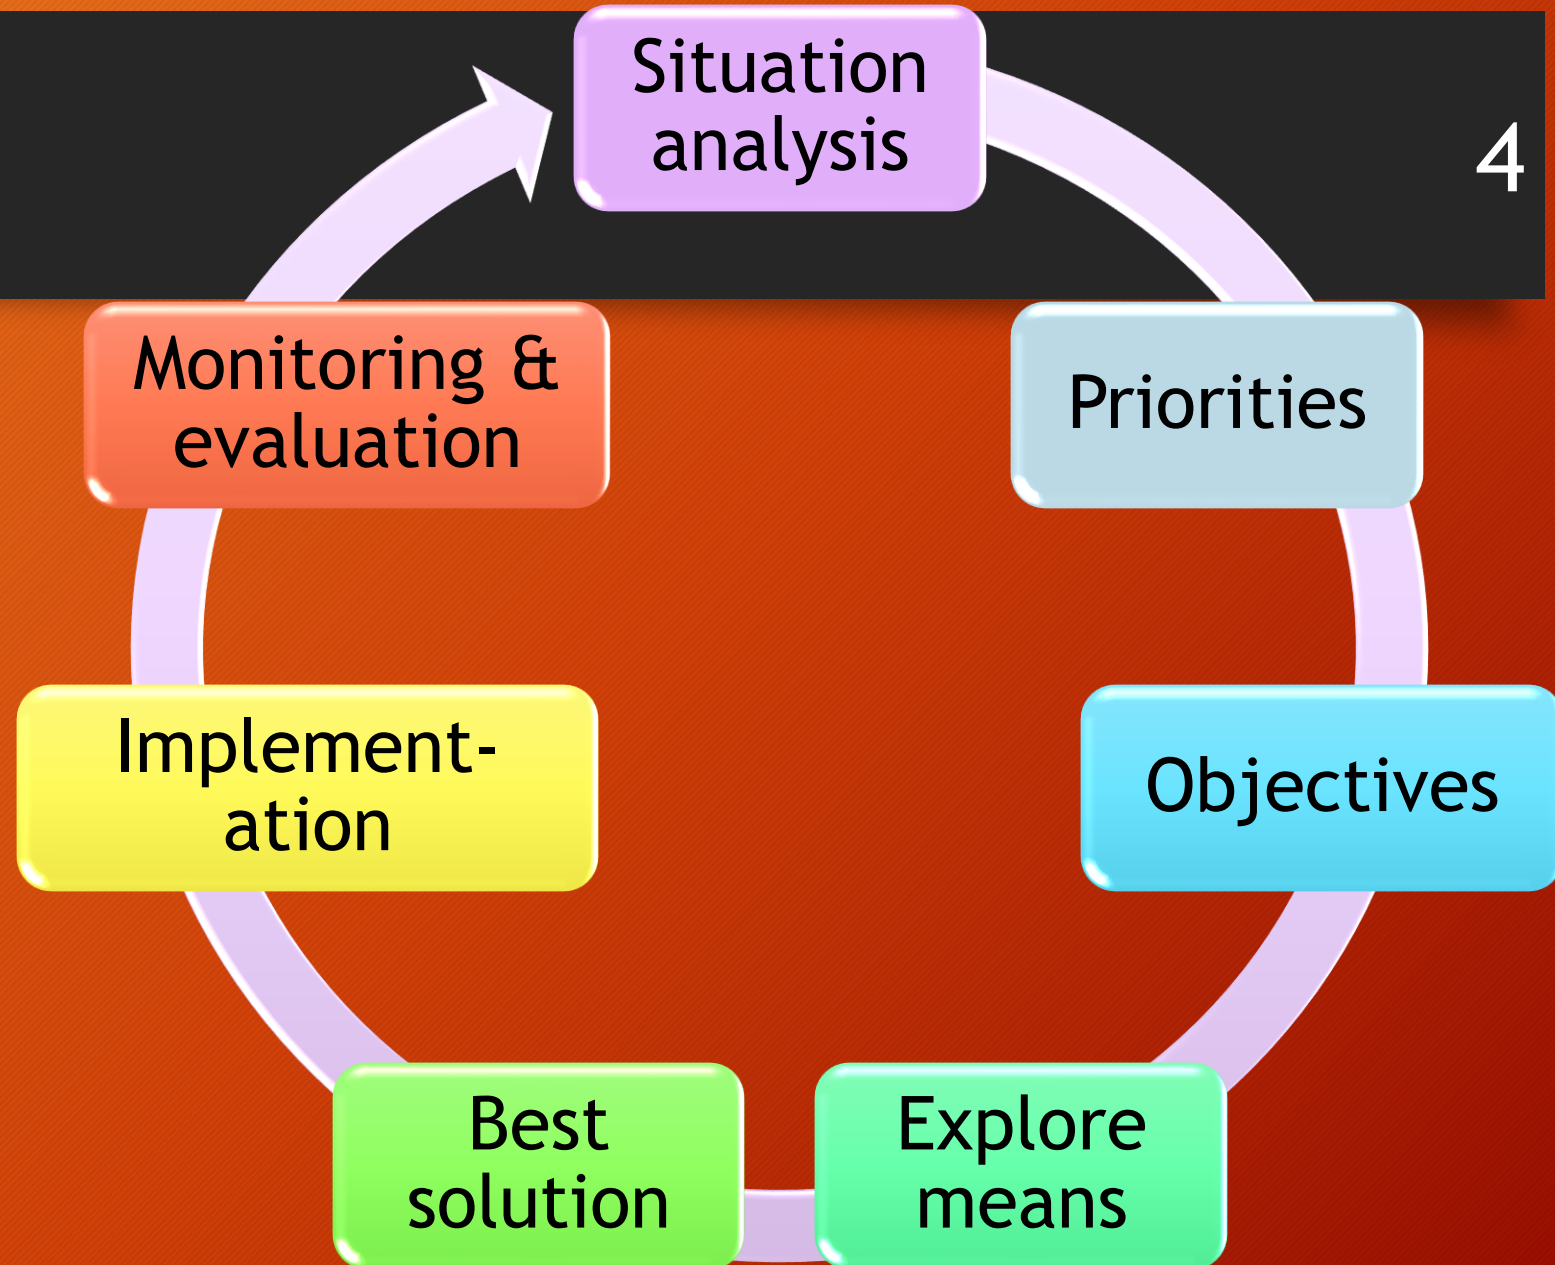 Situation
analysis
4
Priorities
Objectives
Explore
means
Best
solution
Implement-
ation
Monitoring &
evaluation